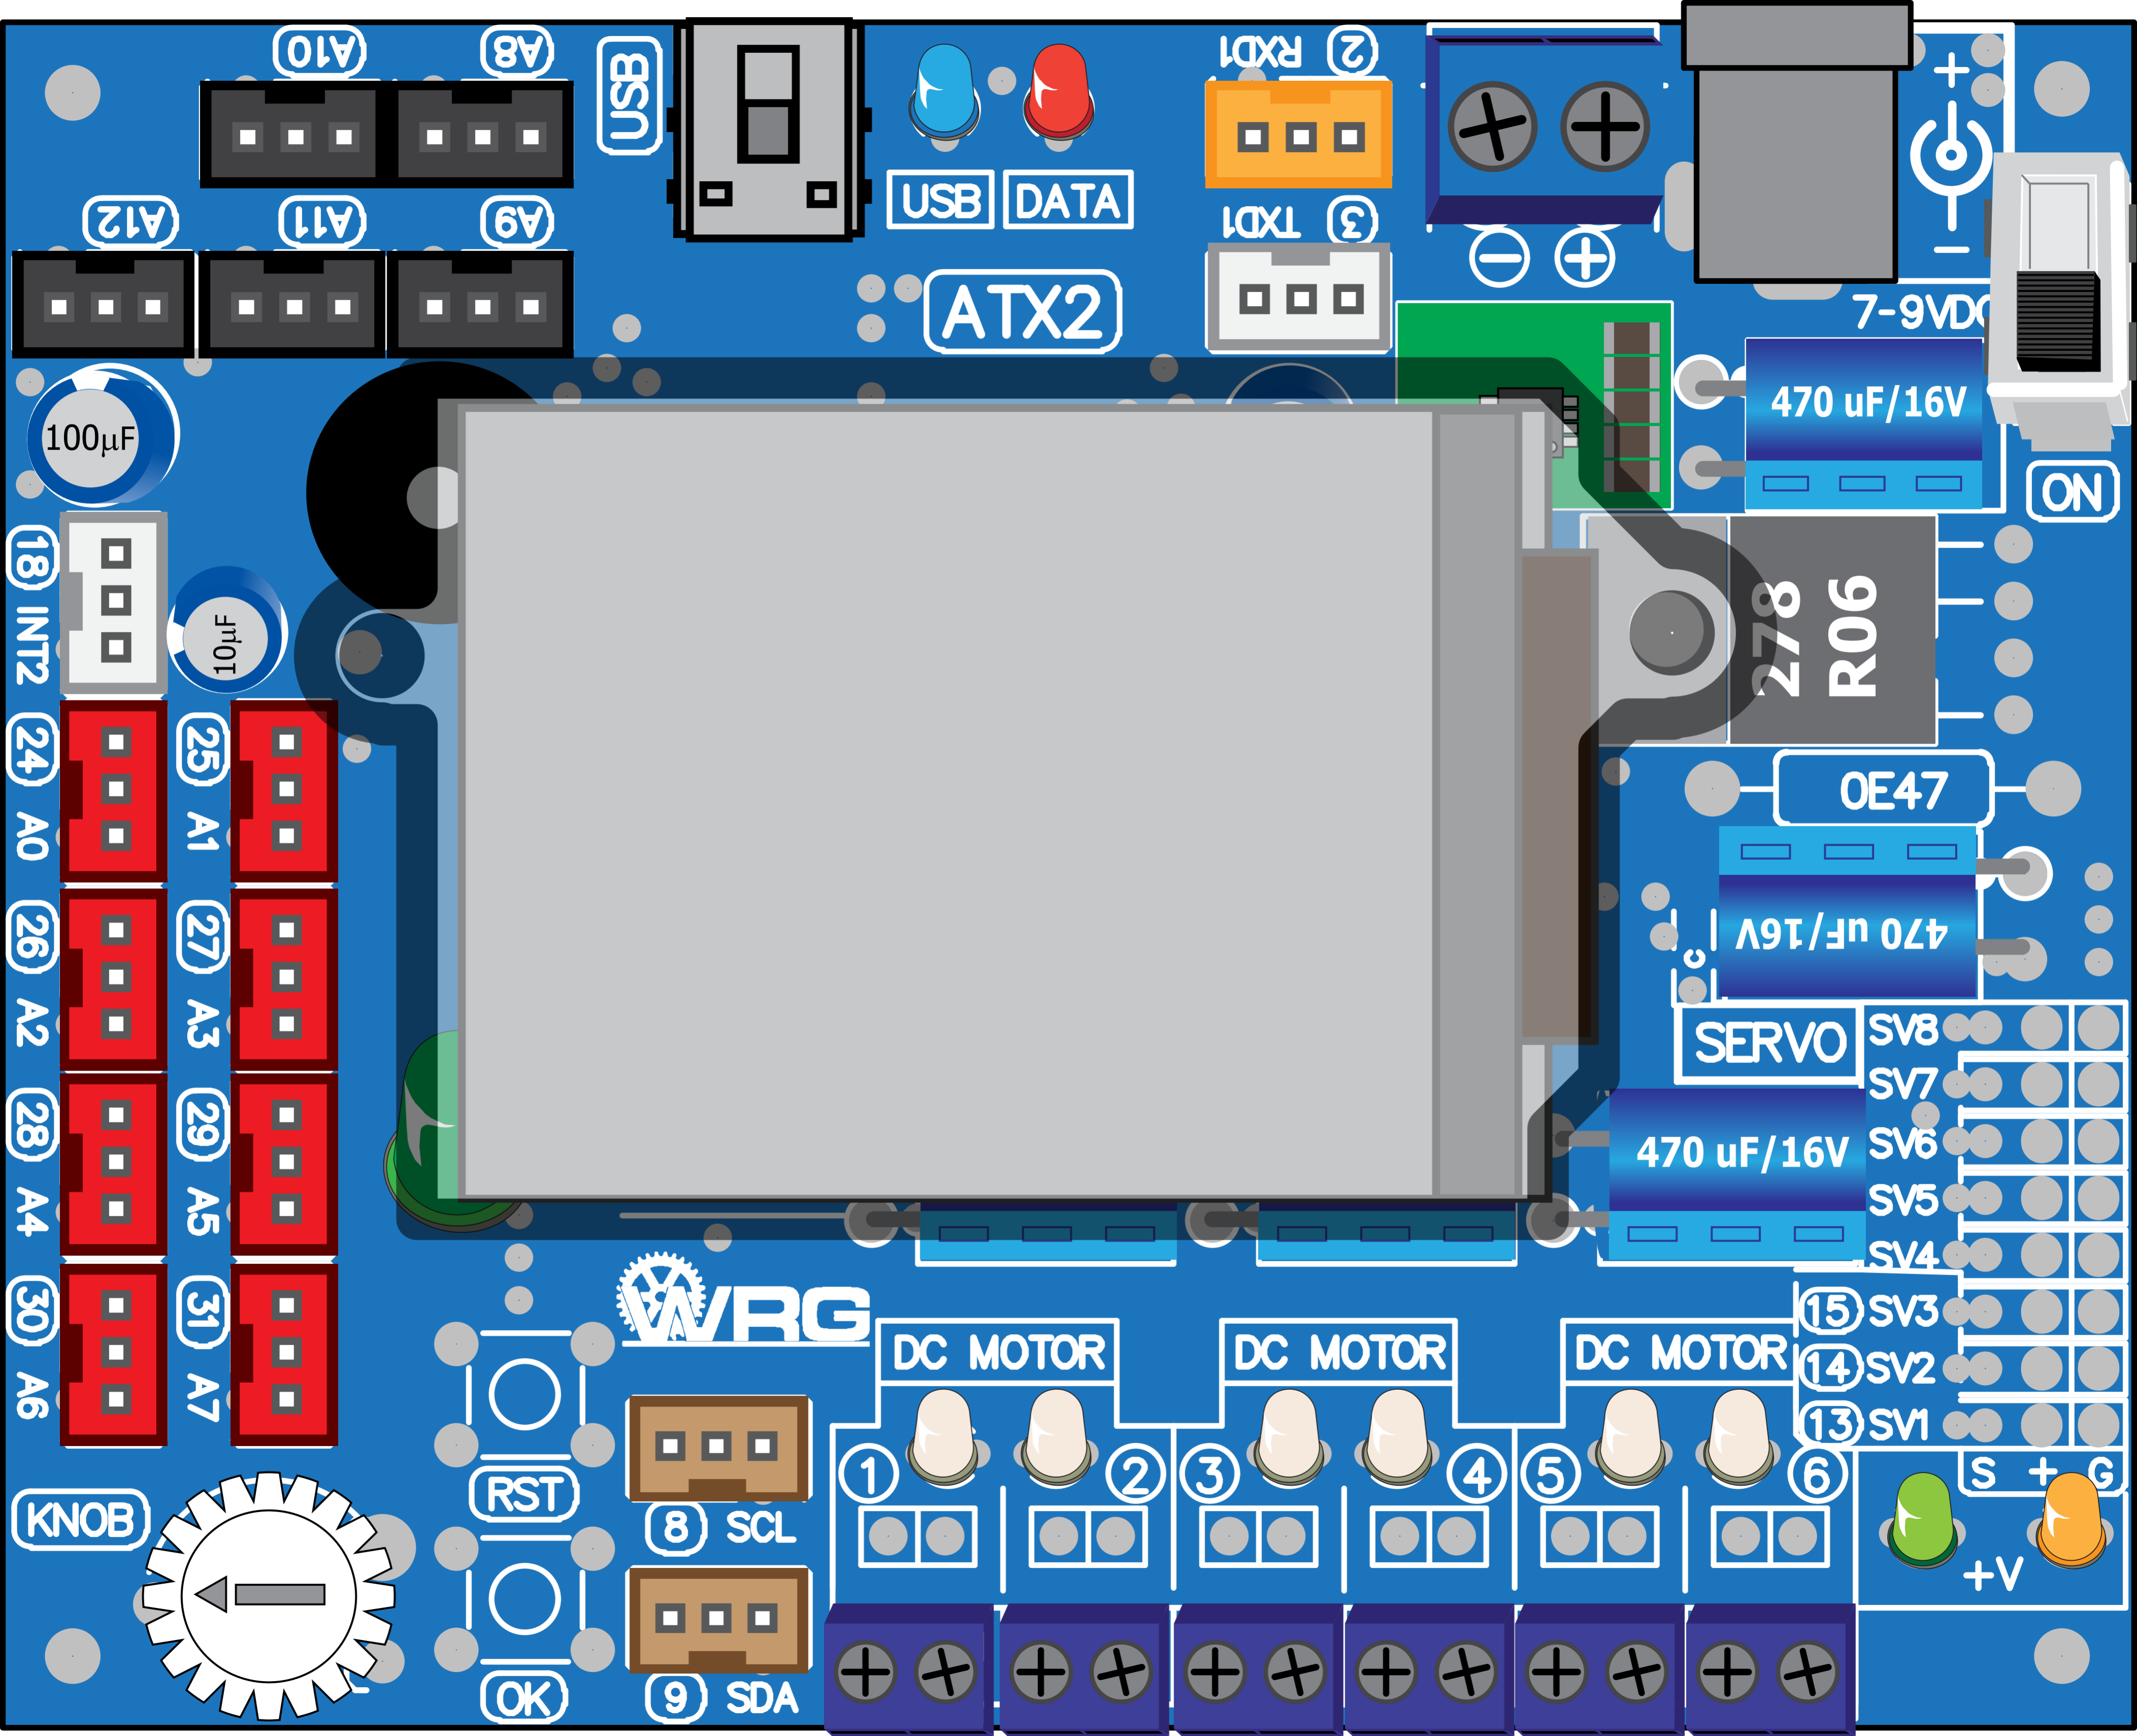 A10
A8
USB
RXD1
2
+
A12
A11
A9
USB
DATA
TXD1
3
−
+
−
ATX2
7-9VDC
100µF
470 uF/16V
ON
18
INT2
10µF
278
R06
24
A0
25
A1
0E47
26
A2
27
A3
470 uF/16V
C
SERVO
SV8
SV7
SV6
SV5
SV4
470 uF/16V
28
A4
29
A5
30
A6
31
A7
WRG
15 SV3
14 SV2
13 SV1
DC MOTOR
DC MOTOR
DC MOTOR
1
2
3
4
5
6
S + G
+V
KNOB
RST
8 SCL
OK
9 SDA